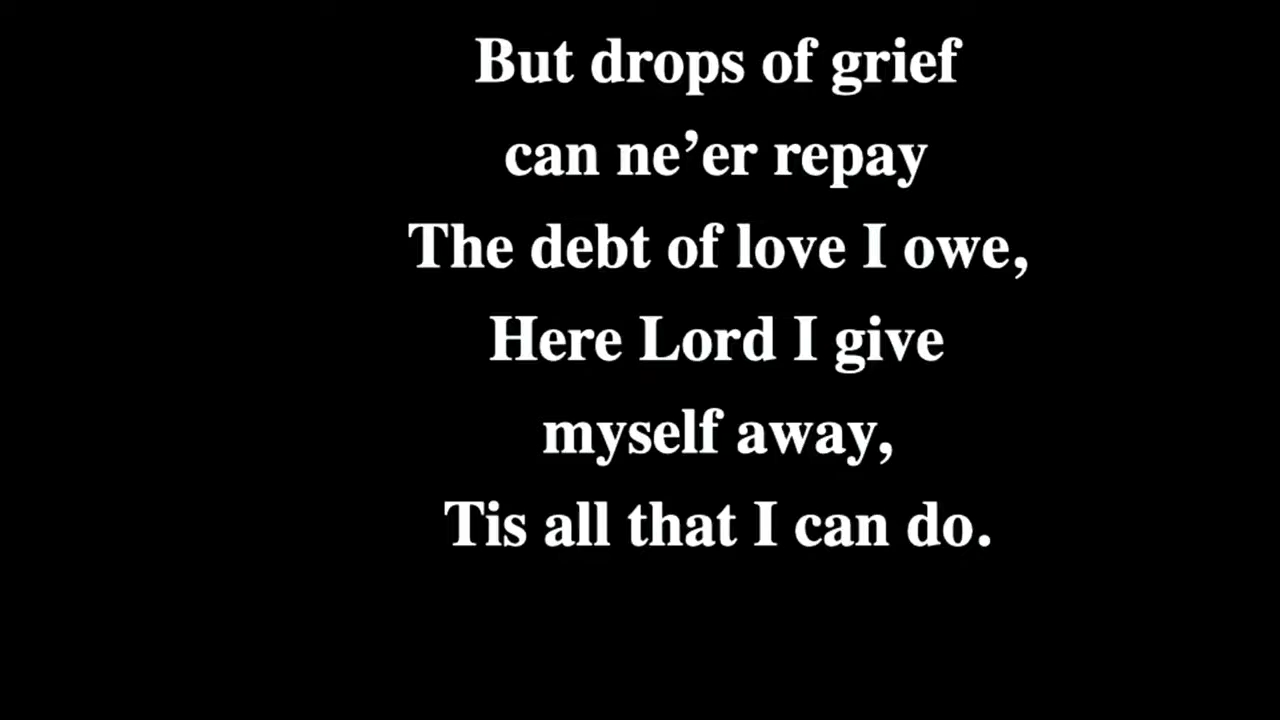 But drops of grief
can ne’er repay
The debt of love I owe,
Here Lord I give
myself away,
Tis all that I can do.